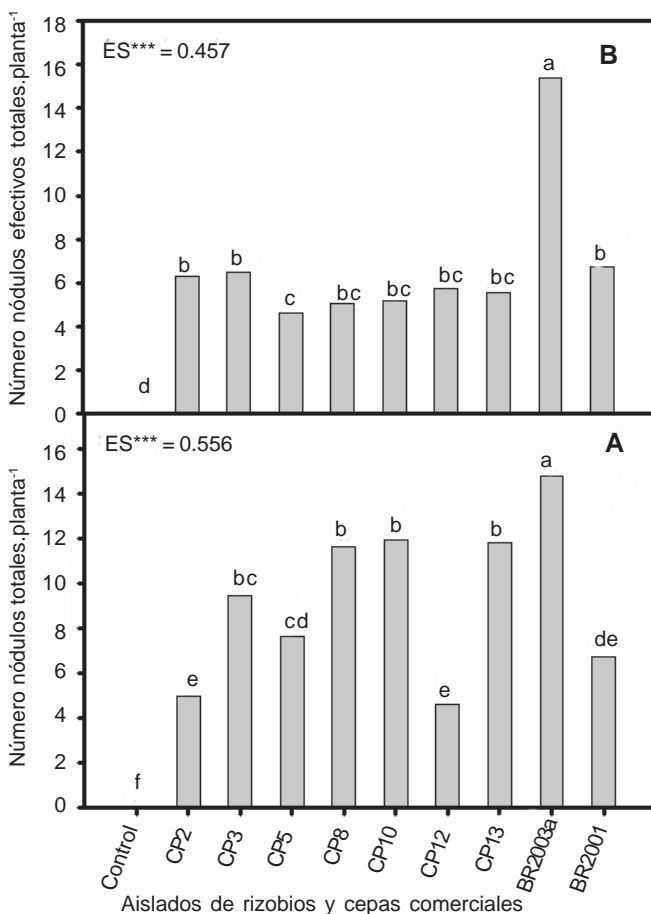 Número nódulos efectivos totales.planta⁻¹
18
16
14
12
10
8
6
4
2
0
ES*** = 0.457
B
d
b
b
c
bc
bc
bc
bc
a
b
Número nódulos totales.planta⁻¹
16
14
12
10
8
6
4
2
0
ES*** = 0.556
A
f
e
bc
cd
b
b
e
b
a
de
Control
CP2
CP3
CP5
CP8
CP10
CP12
CP13
BR2003a
BR2001
Aislados de rizobios y cepas comerciales